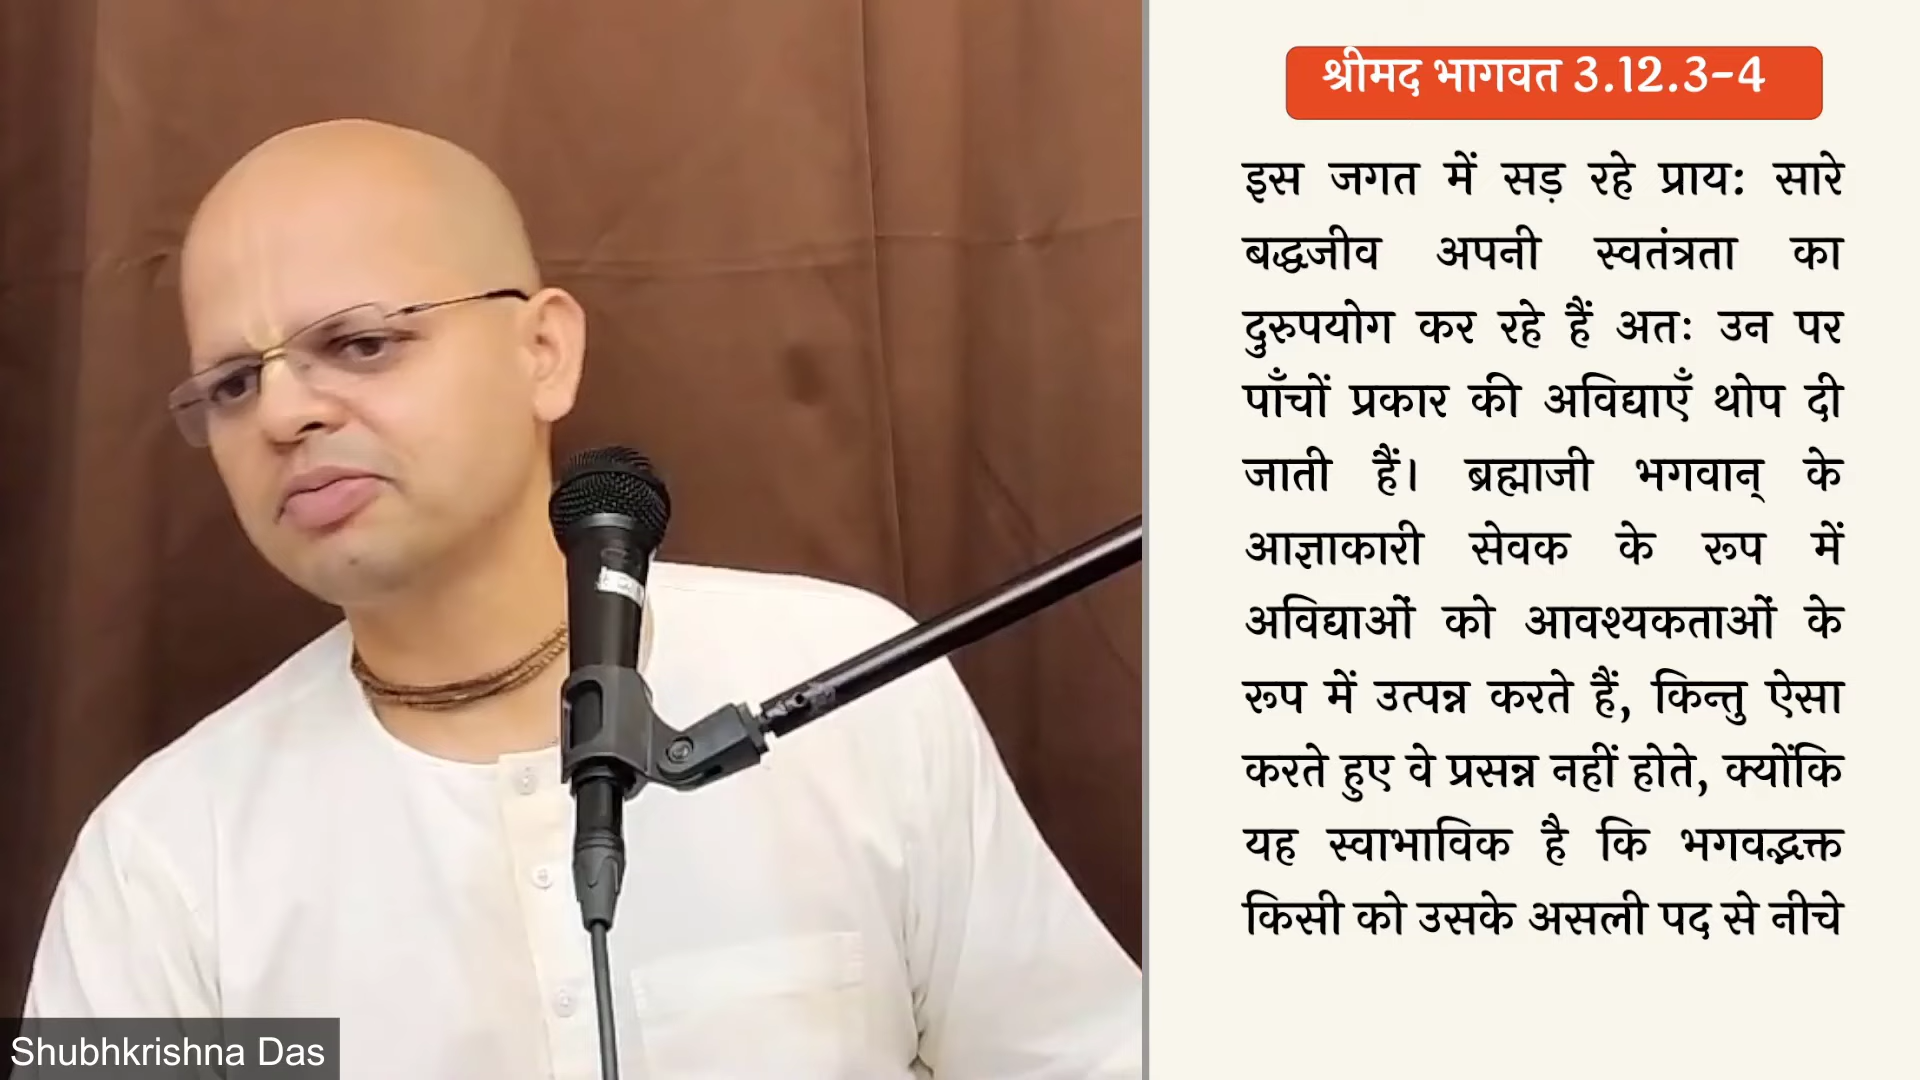 श्रीमद भागवत 3.12.3-4
इस जगत में सड़ रहे प्राय: सारे
बद्धजीव अपनी स्वतंत्रता का
दुरुपयोग कर रहे हैं अतः उन पर
पाँचों प्रकार की अविद्याएँ थोप दी
जाती हैं। ब्रह्माजी भगवान् के
आज्ञाकारी सेवक के रूप में
अविद्याओं को आवश्यकताओं के
रूप में उत्पन्न करते हैं, किन्तु ऐसा
करते हुए वे प्रसन्न नहीं होते, क्योंकि
यह स्वाभाविक है कि भगवद्भक्त
किसी को उसके असली पद से नीचे
Shubhkrishna Das